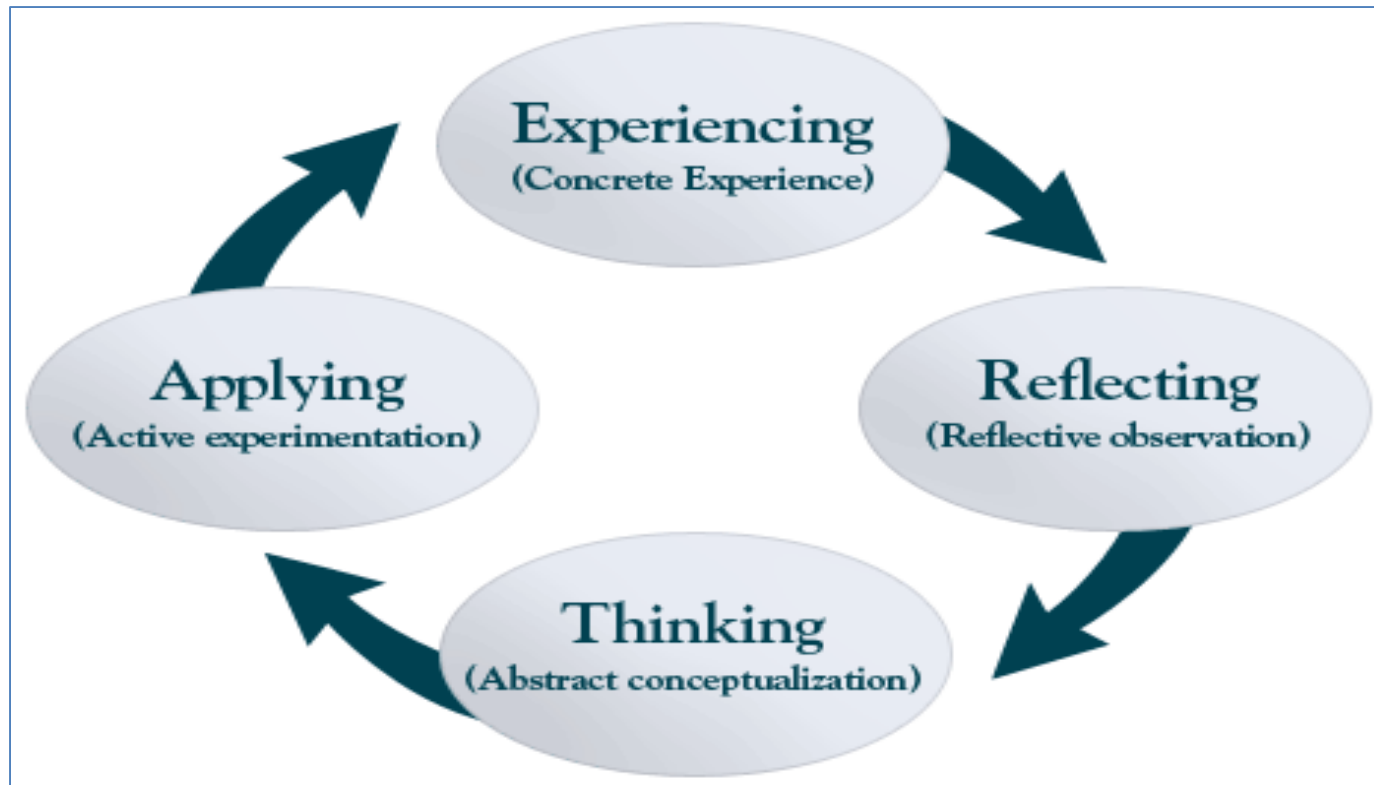 Experiencing
(Concrete Experience)
Reflecting
(Reflective observation)
Thinking
(Abstract conceptualization)
Applying
(Active experimentation)